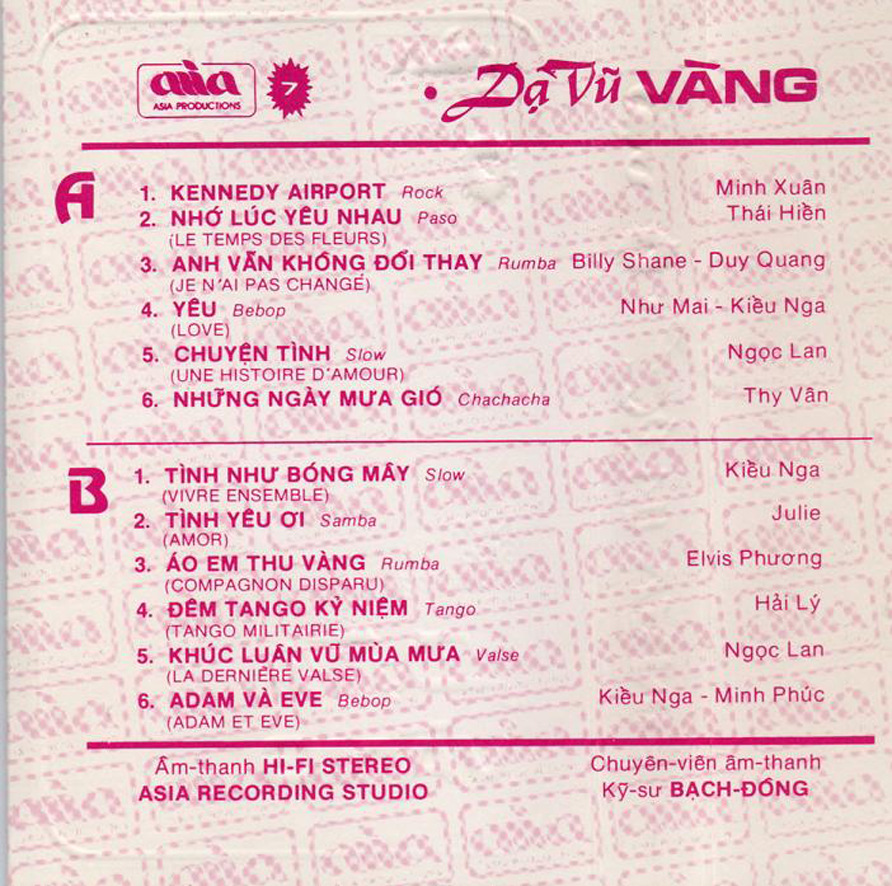 asia
ASIA PRODUCTIONS
7
• Dạ Vũ VÀNG
A
1. KENNEDY AIRPORT Rock Minh Xuân
2. NHỚ LÚC YÊU NHAU Paso Thái Hiền
(LE TEMPS DES FLEURS)
3. ANH VẪN KHÔNG ĐỔI THAY Rumba Billy Shane - Duy Quang
(JE N'AI PAS CHANGÉ)
4. YÊU Bebop Như Mai - Kiều Nga
(LOVE)
5. CHUYỆN TÌNH Slow Ngọc Lan
(UNE HISTOIRE D'AMOUR)
6. NHỮNG NGÀY MƯA GIÓ Chachacha Thy Vân
B
1. TÌNH NHƯ BÓNG MÂY Slow Kiều Nga
(VIVRE ENSEMBLE)
2. TÌNH YÊU ƠI Samba Julie
(AMOR)
3. ÁO EM THU VÀNG Rumba Elvis Phương
(COMPAGNON DISPARU)
4. ĐÊM TANGO KỶ NIỆM Tango Hải Lý
(TANGO MILITAIRIE)
5. KHÚC LUÂN VŨ MÙA MƯA Valse Ngọc Lan
(LA DERNIÈRE VALSE)
6. ADAM VÀ EVE Bebop Kiều Nga - Minh Phúc
(ADAM ET EVE)
Âm-thanh HI-FI STEREO Chuyên-viên âm-thanh
ASIA RECORDING STUDIO Kỹ-sư BẠCH-ĐÔNG